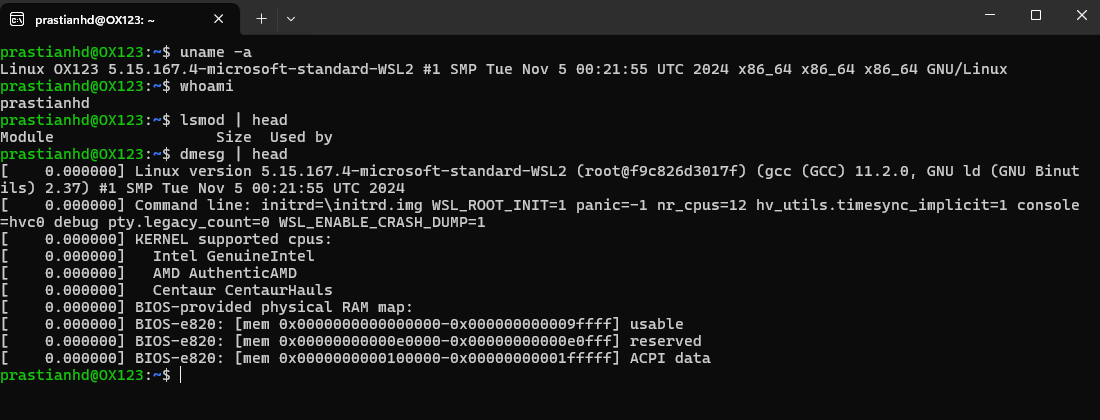 prastianhd@OX123: ~
prastianhd@OX123:~$ uname -a
Linux OX123 5.15.167.4-microsoft-standard-WSL2 #1 SMP Tue Nov 5 00:21:55 UTC 2024 x86_64 x86_64 x86_64 GNU/Linux
prastianhd@OX123:~$ whoami
prastianhd
prastianhd@OX123:~$ lsmod | head
Module                  Size  Used by
prastianhd@OX123:~$ dmesg | head
[    0.000000] Linux version 5.15.167.4-microsoft-standard-WSL2 (root@f9c826d3017f) (gcc (GCC) 11.2.0, GNU ld (GNU Binut
ils) 2.37) #1 SMP Tue Nov 5 00:21:55 UTC 2024
[    0.000000] Command line: initrd=\initrd.img WSL_ROOT_INIT=1 panic=-1 nr_cpus=12 hv_utils.timesync_implicit=1 console
=hvc0 debug pty.legacy_count=0 WSL_ENABLE_CRASH_DUMP=1
[    0.000000] KERNEL supported cpus:
[    0.000000]   Intel GenuineIntel
[    0.000000]   AMD AuthenticAMD
[    0.000000]   Centaur CentaurHauls
[    0.000000] BIOS-provided physical RAM map:
[    0.000000] BIOS-e820: [mem 0x0000000000000000-0x000000000009ffff] usable
[    0.000000] BIOS-e820: [mem 0x00000000000e0000-0x00000000000e0fff] reserved
[    0.000000] BIOS-e820: [mem 0x0000000000100000-0x00000000001fffff] ACPI data
prastianhd@OX123:~$